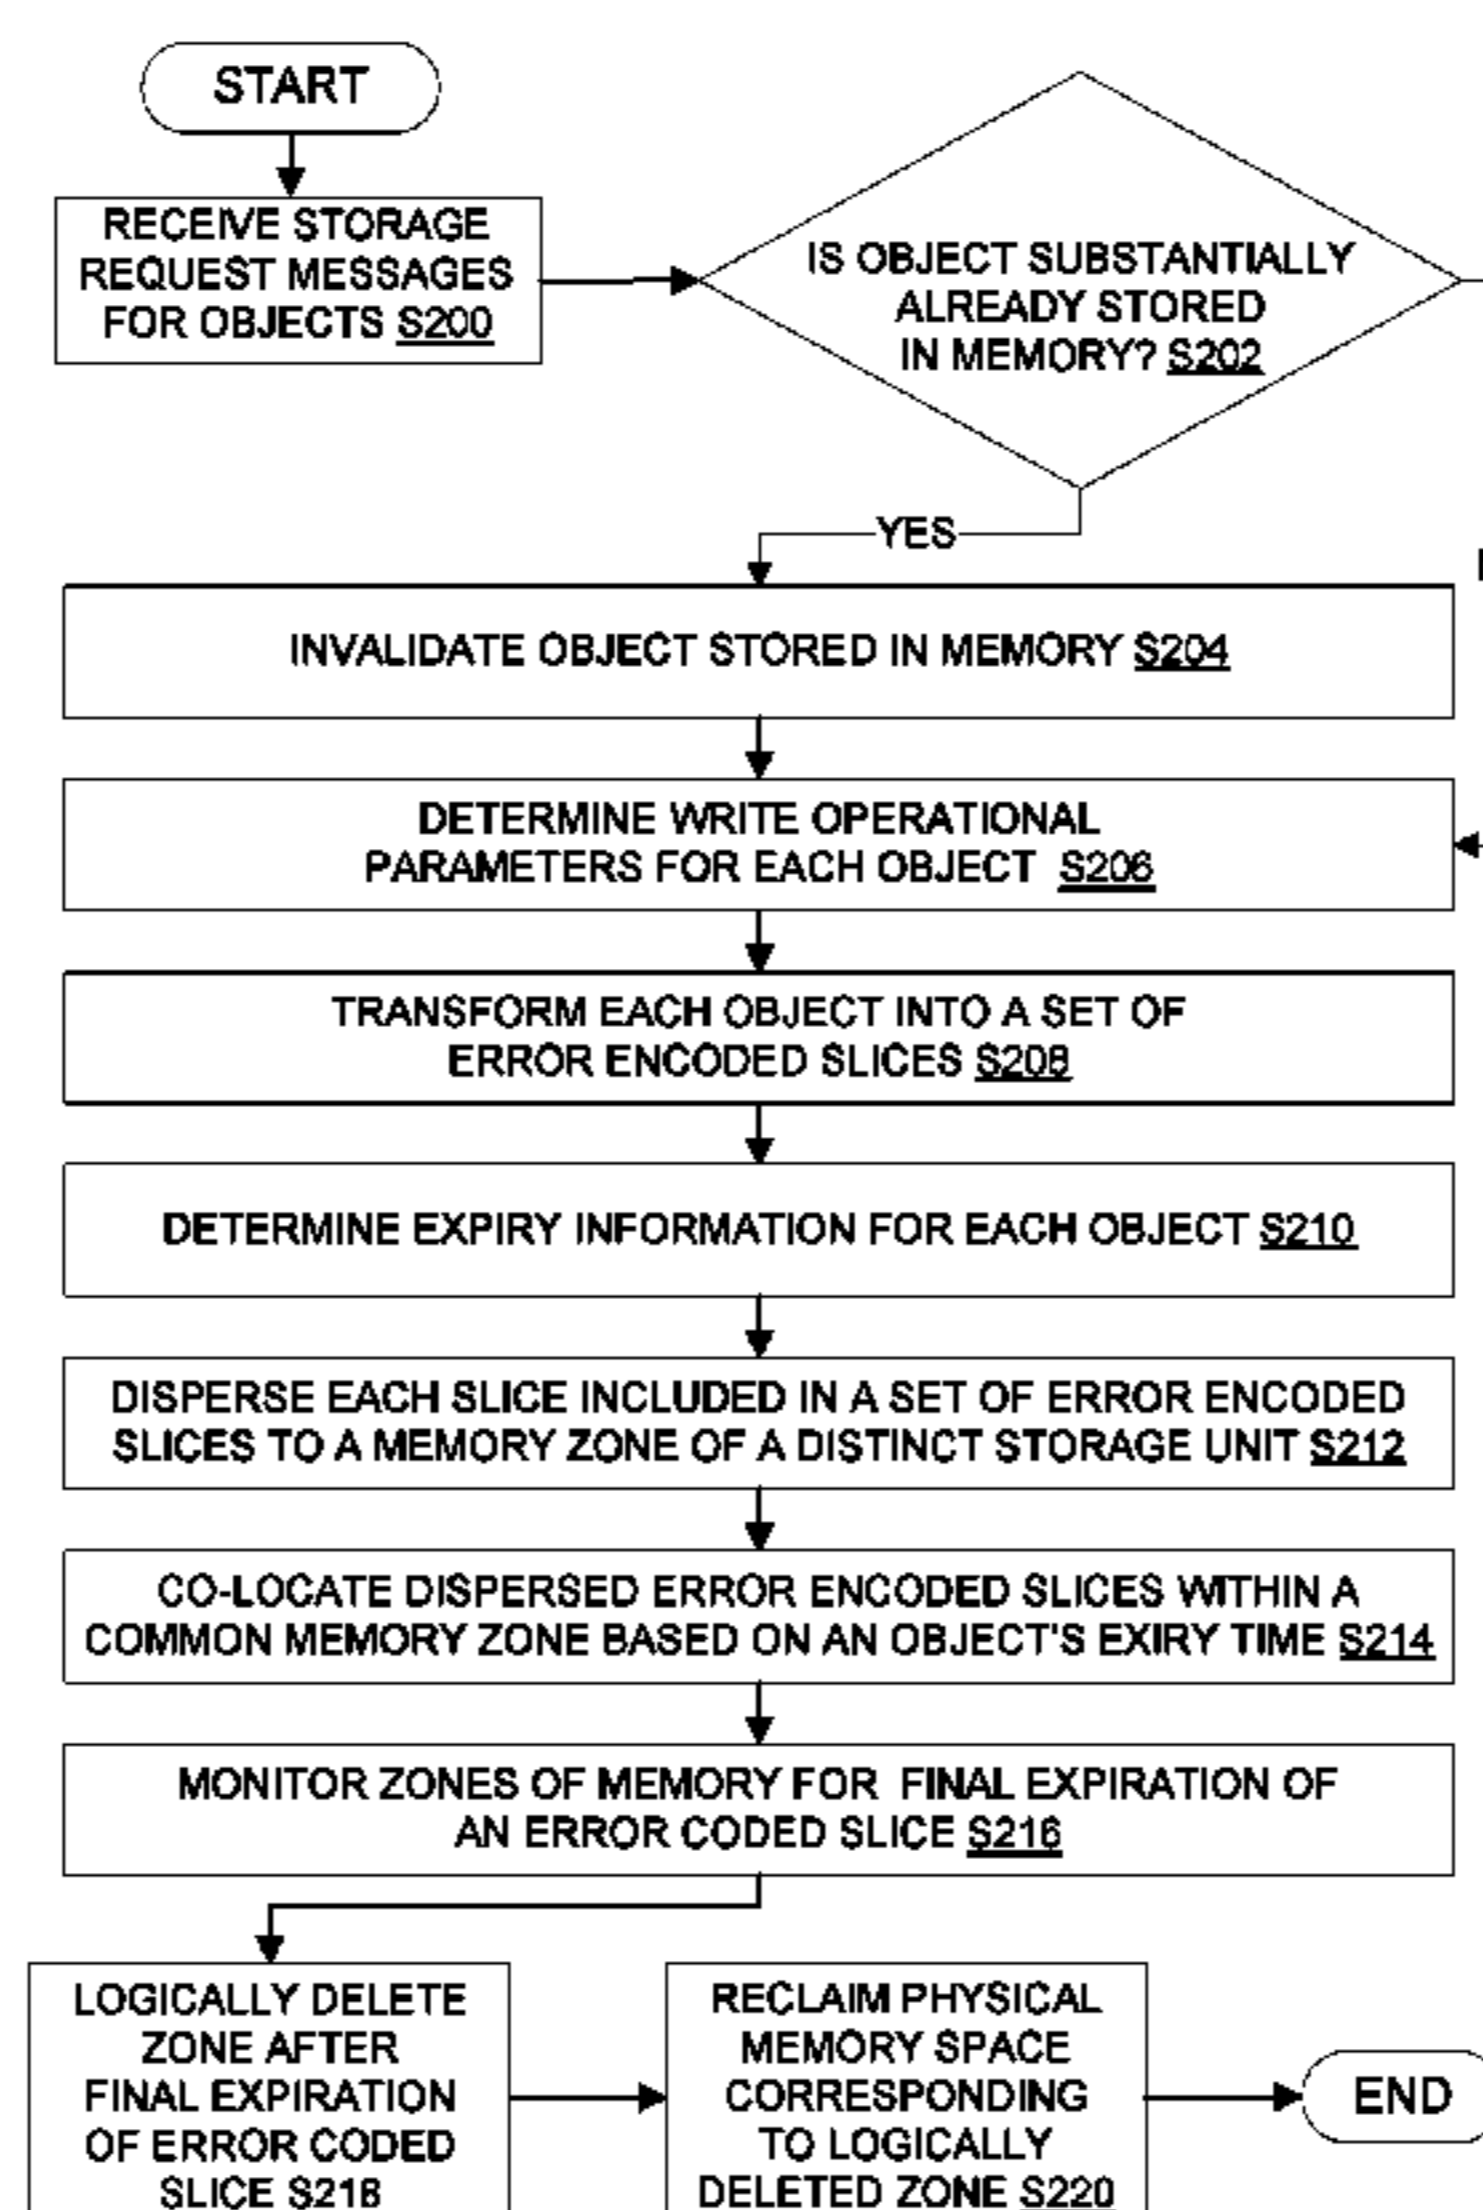 START
RECEIVE STORAGE
REQUEST MESSAGES
FOR OBJECTS S200
IS OBJECT SUBSTANTIALLY
ALREADY STORED
IN MEMORY? S202
YES
INVALIDATE OBJECT STORED IN MEMORY S204
DETERMINE WRITE OPERATIONAL
PARAMETERS FOR EACH OBJECT S206
TRANSFORM EACH OBJECT INTO A SET OF
ERROR ENCODED SLICES S208
DETERMINE EXPIRY INFORMATION FOR EACH OBJECT S210
DISPERSE EACH SLICE INCLUDED IN A SET OF ERROR ENCODED
SLICES TO A MEMORY ZONE OF A DISTINCT STORAGE UNIT S212
CO-LOCATE DISPERSED ERROR ENCODED SLICES WITHIN A
COMMON MEMORY ZONE BASED ON AN OBJECT'S EXIRY TIME S214
MONITOR ZONES OF MEMORY FOR FINAL EXPIRATION OF
AN ERROR CODED SLICE S216
LOGICALLY DELETE
ZONE AFTER
FINAL EXPIRATION
OF ERROR CODED
SLICE S218
RECLAIM PHYSICAL
MEMORY SPACE
CORRESPONDING
TO LOGICALLY
DELETED ZONE S220
END